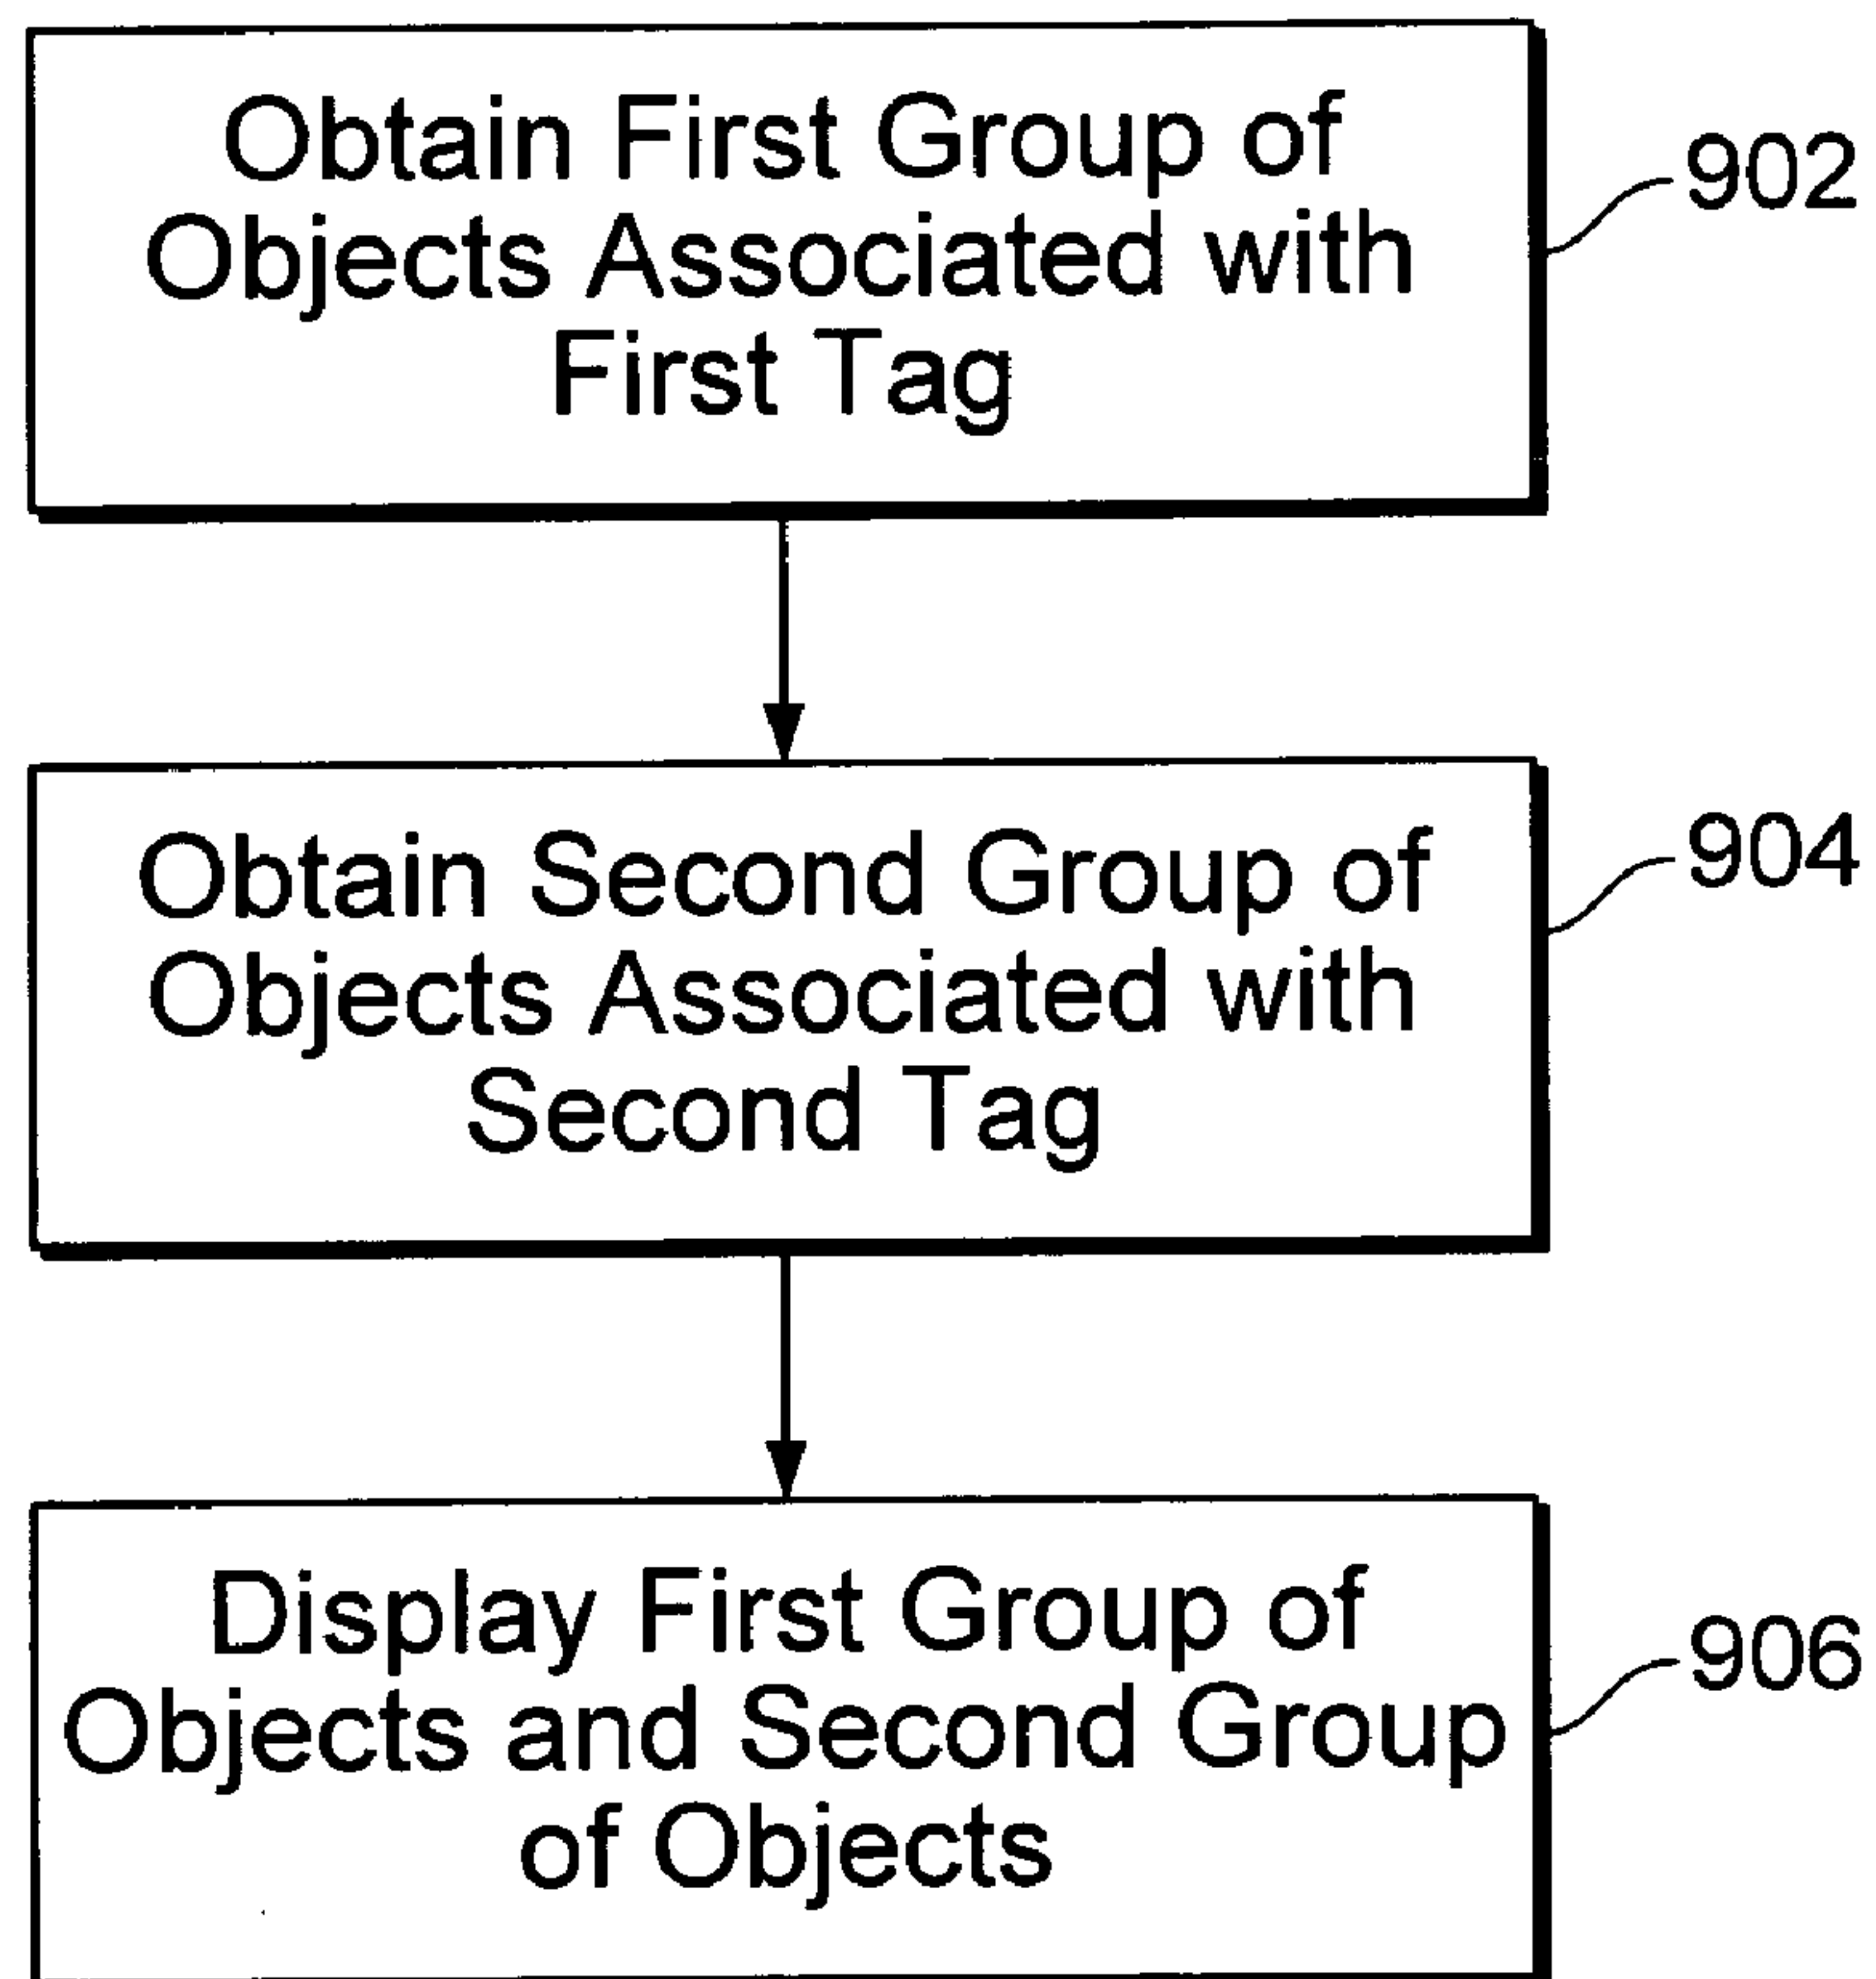 Obtain First Group of
Objects Associated with
First Tag
902
Obtain Second Group of
Objects Associated with
Second Tag
904
Display First Group of
Objects and Second Group
of Objects
906